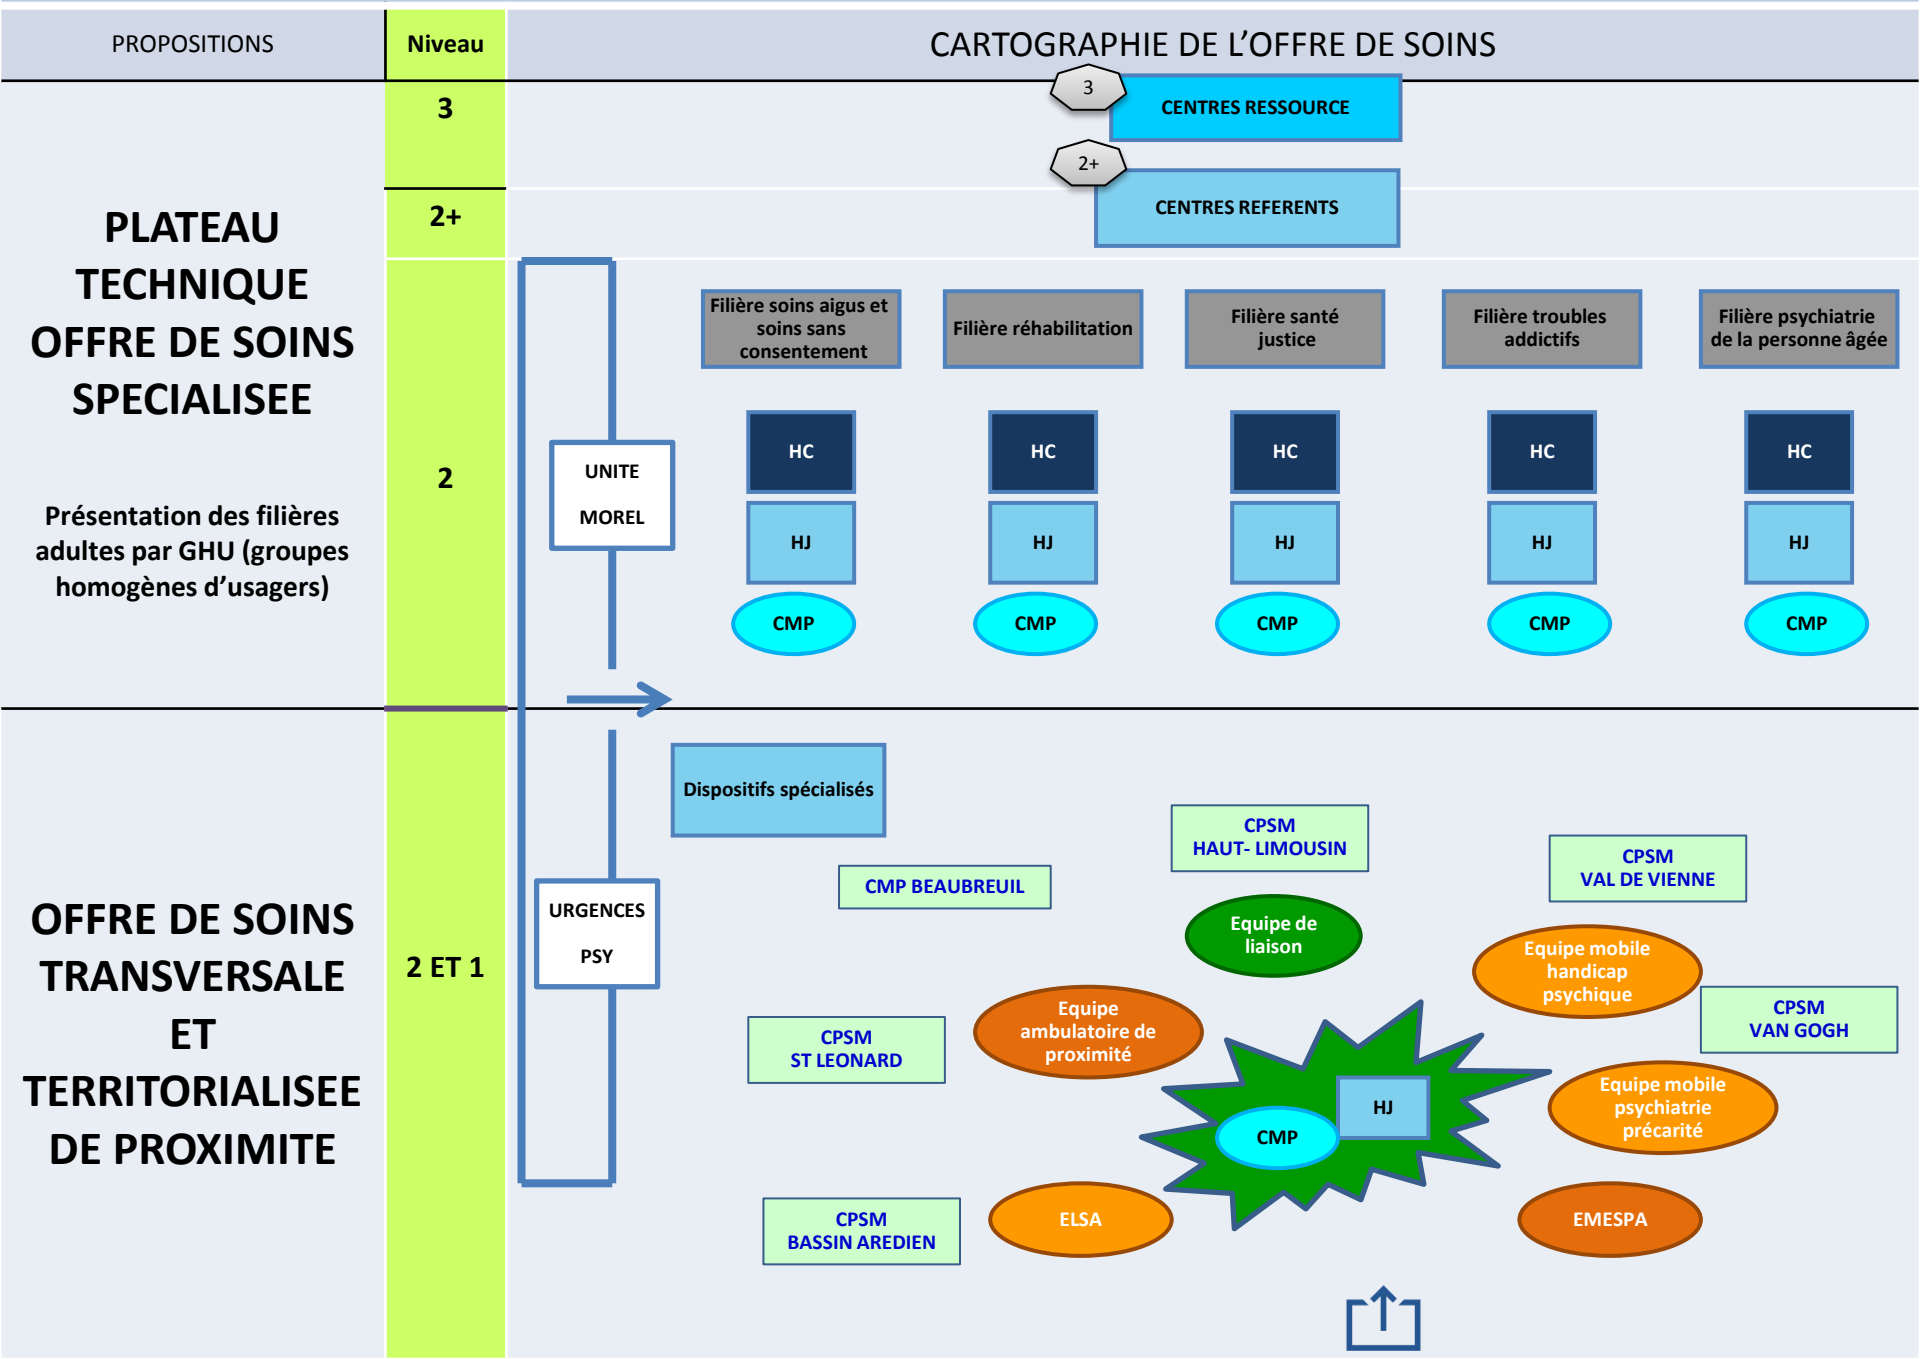 PROPOSITIONS
Niveau
CARTOGRAPHIE DE L’OFFRE DE SOINS
3
3
CENTRES RESSOURCE
2+
2+
CENTRES REFERENTS
PLATEAU
TECHNIQUE
OFFRE DE SOINS
SPECIALISEE
Présentation des filières
adultes par GHU (groupes
homogènes d’usagers)
2
UNITE
MOREL
Filière soins aigus et
soins sans
consentement
Filière réhabilitation
Filière santé
justice
Filière troubles
addictifs
Filière psychiatrie
de la personne âgée
HC
HC
HC
HC
HC
HJ
HJ
HJ
HJ
HJ
CMP
CMP
CMP
CMP
CMP
OFFRE DE SOINS
TRANSVERSALE
ET
TERRITORIALISEE
DE PROXIMITE
2 ET 1
URGENCES
PSY
Dispositifs spécialisés
CPSM
HAUT- LIMOUSIN
CPSM
VAL DE VIENNE
CMP BEAUBREUIL
Equipe de
liaison
Equipe mobile
handicap
psychique
CPSM
VAN GOGH
Equipe
ambulatoire de
proximité
CPSM
ST LEONARD
HJ
CMP
Equipe mobile
psychiatrie
précarité
CPSM
BASSIN AREDIEN
ELSA
EMESPA